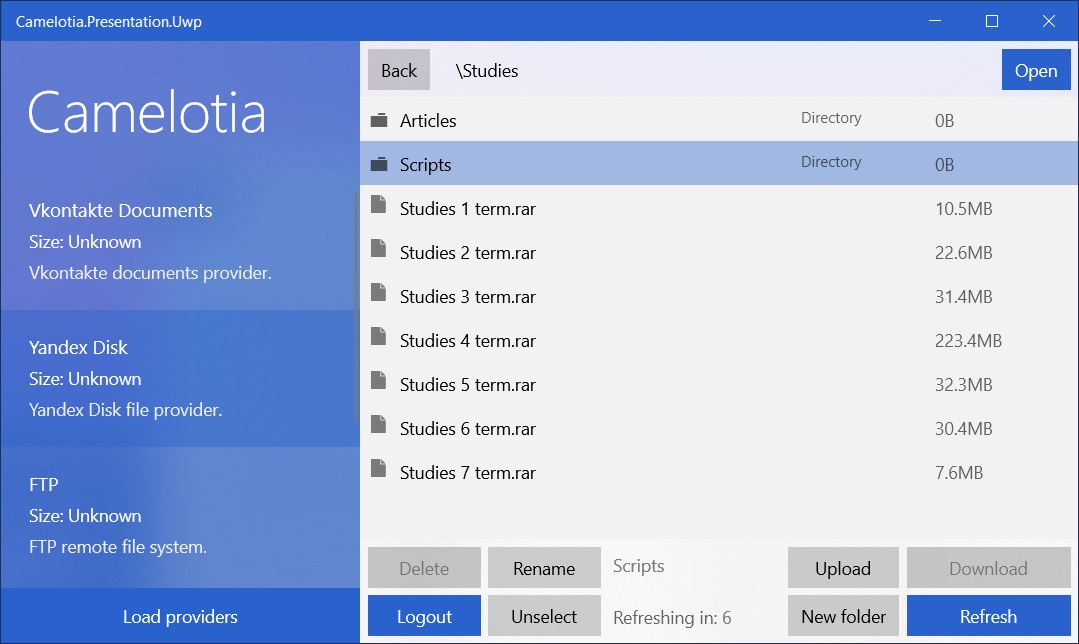 Camelotia.Presentation.Uwp
Camelotia
Vkontakte Documents
Size: Unknown
Vkontakte documents provider.
Yandex Disk
Size: Unknown
Yandex Disk file provider.
FTP
Size: Unknown
FTP remote file system.
Load providers
Back \Studies Open
Articles Directory 0B
Scripts Directory 0B
Studies 1 term.rar 10.5MB
Studies 2 term.rar 22.6MB
Studies 3 term.rar 31.4MB
Studies 4 term.rar 223.4MB
Studies 5 term.rar 32.3MB
Studies 6 term.rar 30.4MB
Studies 7 term.rar 7.6MB
Delete Rename Scripts Upload Download
Logout Unselect Refreshing in: 6 New folder Refresh